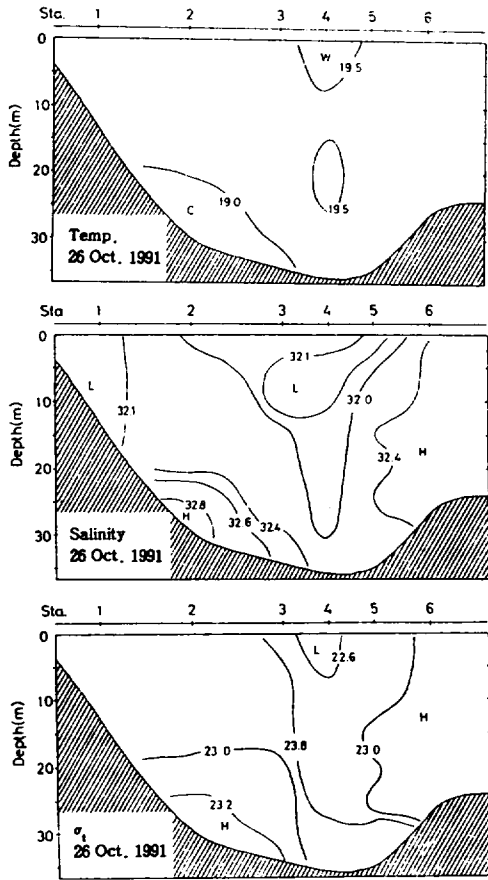 Sta. 1 2 3 4 5 6
0
W
19.5
10
Depth(m)
20
19.0
C
19.5
30
Temp.
26 Oct. 1991
Sta 1 2 3 4 5 6
0
32.1
L
L
10
32.1
32.0
Depth(m)
32.4
H
20
32.8
H
32.6
32.4
30
Salinity
26 Oct. 1991
Sta. 1 2 3 4 5 6
0
L
22.6
10
H
Depth(m)
23.0
23.8
23.0
20
23.2
H
30
σt
26 Oct. 1991